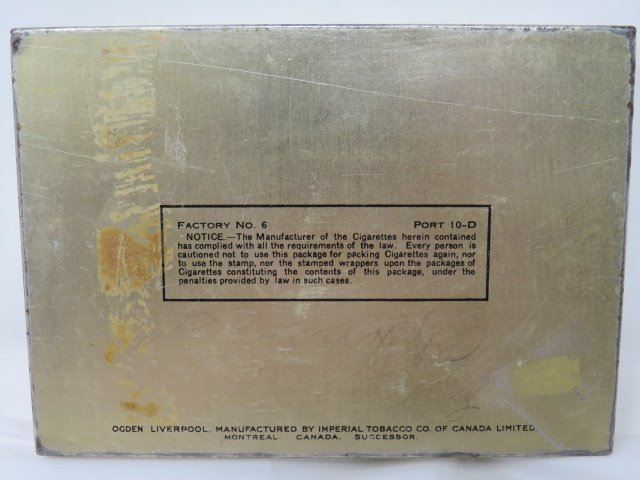 FACTORY NO. 6 PORT 10-D
NOTICE.—The Manufacturer of the Cigarettes herein contained
has complied with all the requirements of the law. Every person is
cautioned not to use this package for packing Cigarettes again, nor
to use the stamp, nor the stamped wrappers upon the packages of
Cigarettes constituting the contents of this package, under the
penalties provided by law in such cases.
OGDEN LIVERPOOL, MANUFACTURED BY IMPERIAL TOBACCO CO. OF CANADA LIMITED
MONTREAL. CANADA. SUCCESSOR.